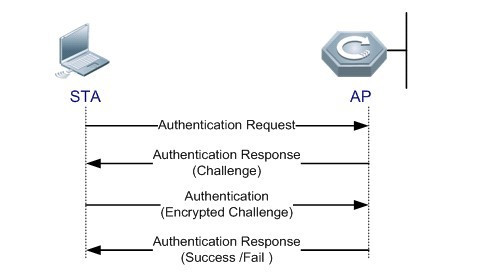 STA
AP
Authentication Request
Authentication Response
(Challenge)
Authentication
(Encrypted Challenge)
Authentication Response
(Success /Fail )